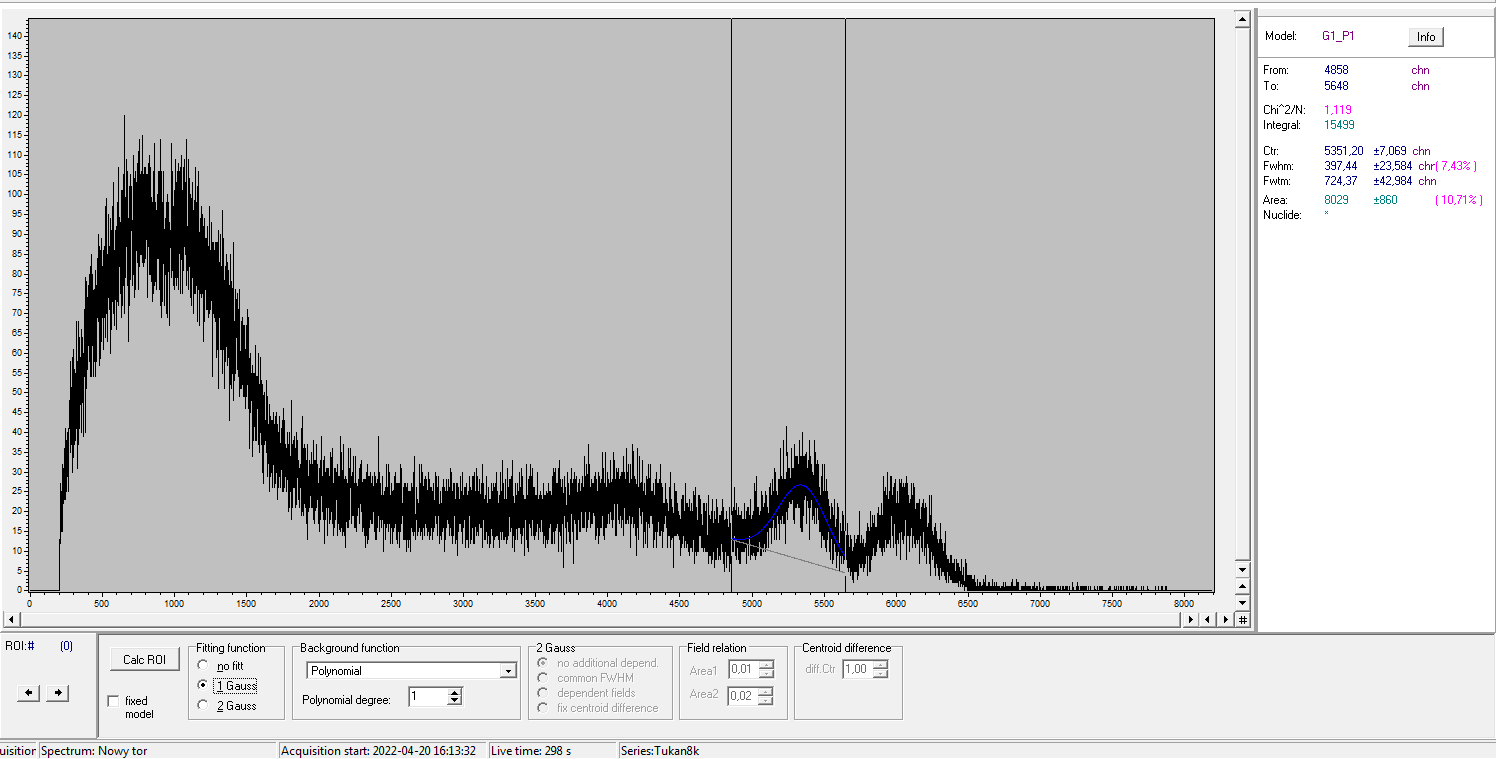 Model: G1_P1 Info
From: 4858 chn
To: 5648 chn
Chi^2/N: 1,119
Integral: 15499
Ctr: 5351,20 ±7,069 chn
Fwhm: 397,44 ±23,584 chr( 7,43% )
Fwtm: 724,37 ±42,984 chn
Area: 8029 ±860 ( 10,71% )
Nuclide: *
140
135
130
125
120
115
110
105
100
95
90
85
80
75
70
65
60
55
50
45
40
35
30
25
20
15
10
5
0
0 500 1000 1500 2000 2500 3000 3500 4000 4500 5000 5500 6000 6500 7000 7500 8000
#
ROI:# (0)
Calc ROI
fixed
model
Fitting function
no fitt
1 Gauss
2 Gauss
Background function
Polynomial
Polynomial degree: 1
2 Gauss
no additional depend.
common FWHM
dependent fields
fix centroid difference
Field relation
Area1 0,01
Area2 0,02
Centroid difference
diff.Ctr 1,00
uisition Spectrum: Nowy tor Acquisition start: 2022-04-20 16:13:32 Live time: 298 s Series:Tukan8k